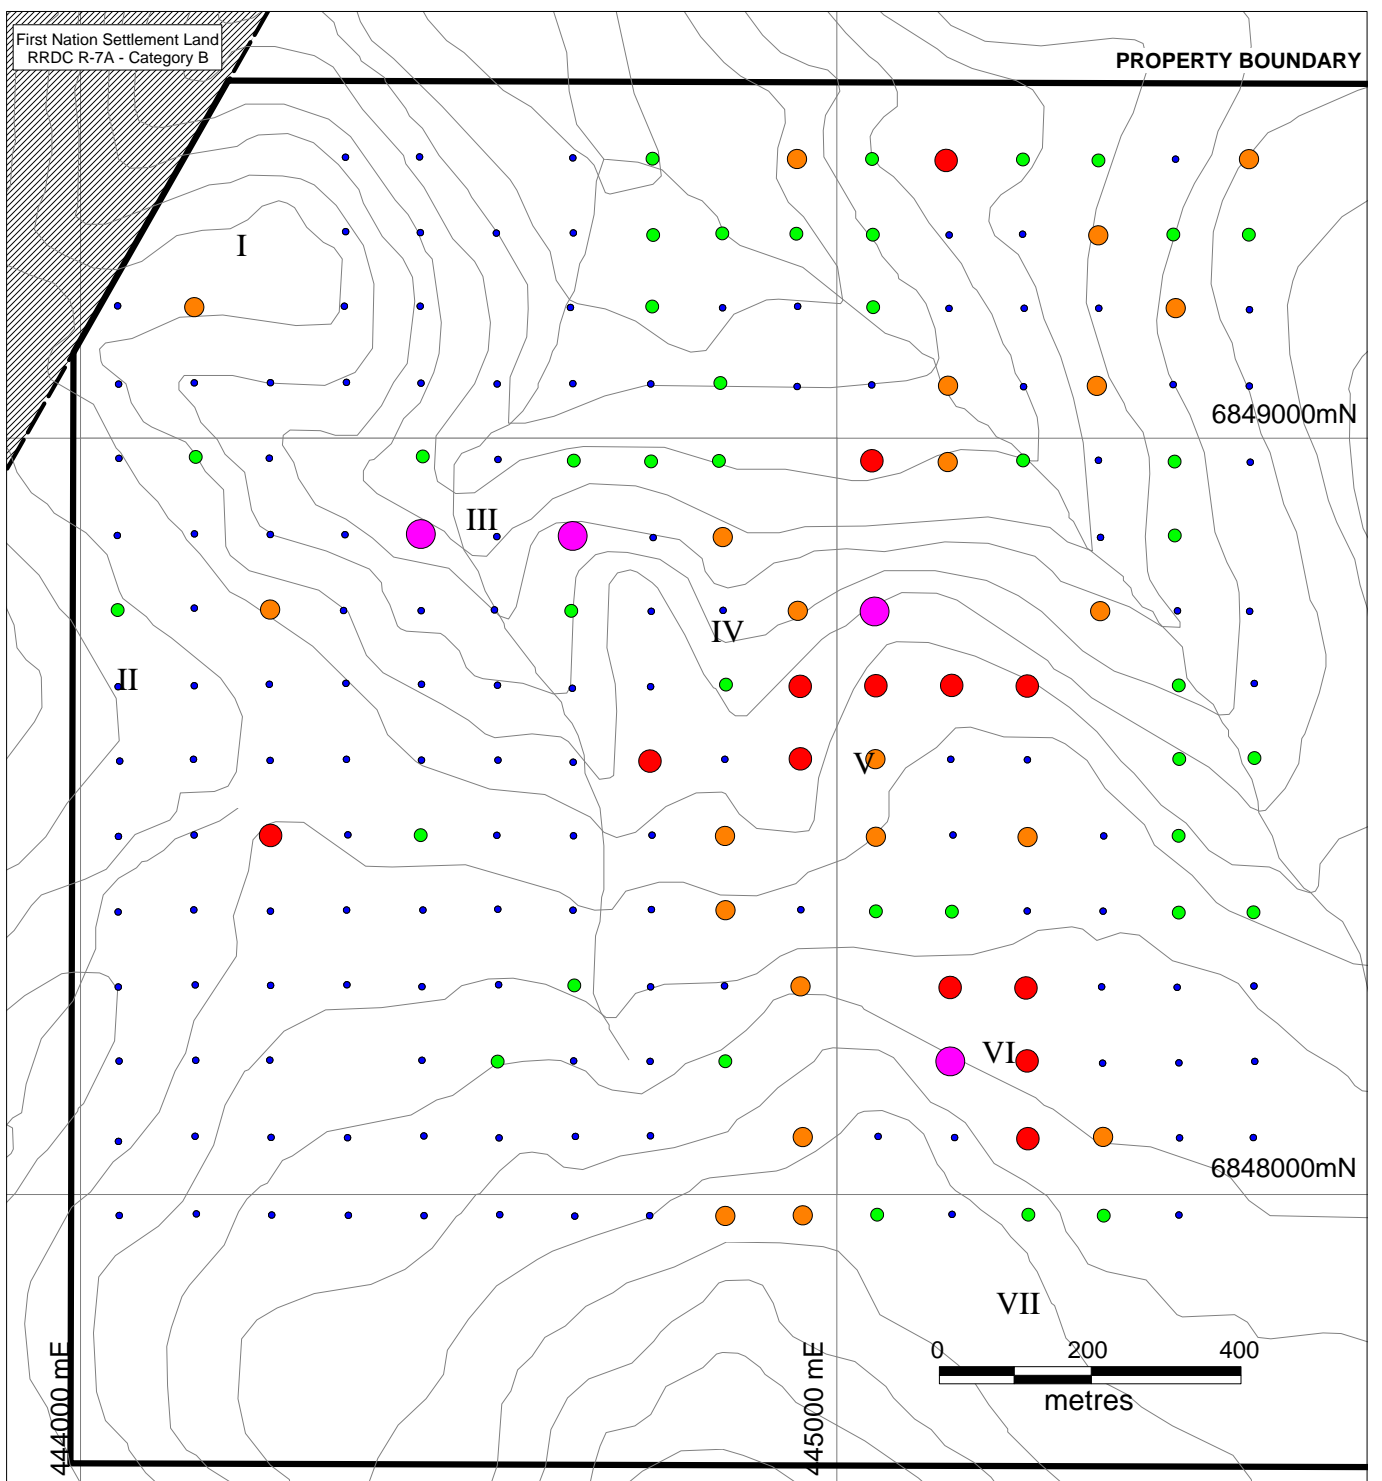 First Nation Settlement Land
RRDC R-7A - Category B
PROPERTY BOUNDARY
I
6849000mN
III
IV
II
V
VI
6848000mN
VII
0 200 400
metres
444000 mE
445000 mE